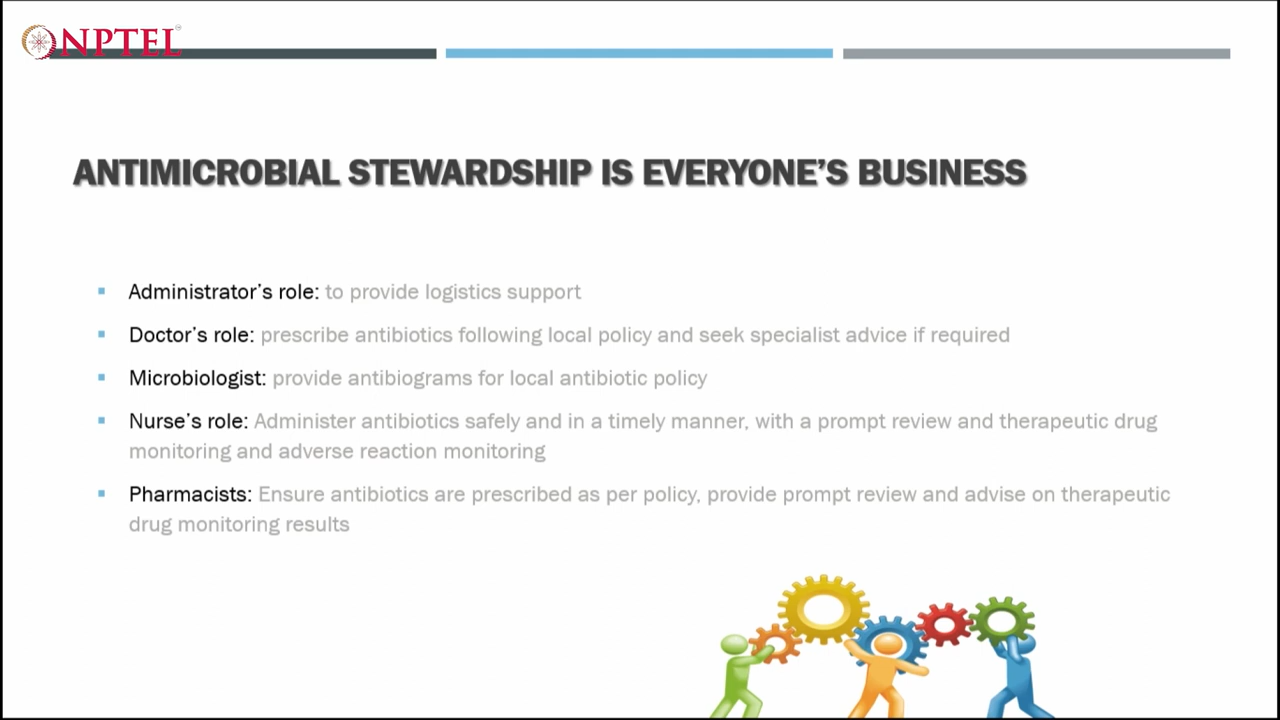 NPTEL
ANTIMICROBIAL STEWARDSHIP IS EVERYONE’S BUSINESS
Administrator’s role: to provide logistics support
Doctor’s role: prescribe antibiotics following local policy and seek specialist advice if required
Microbiologist: provide antibiograms for local antibiotic policy
Nurse’s role: Administer antibiotics safely and in a timely manner, with a prompt review and therapeutic drug
monitoring and adverse reaction monitoring
Pharmacists: Ensure antibiotics are prescribed as per policy, provide prompt review and advise on therapeutic
drug monitoring results